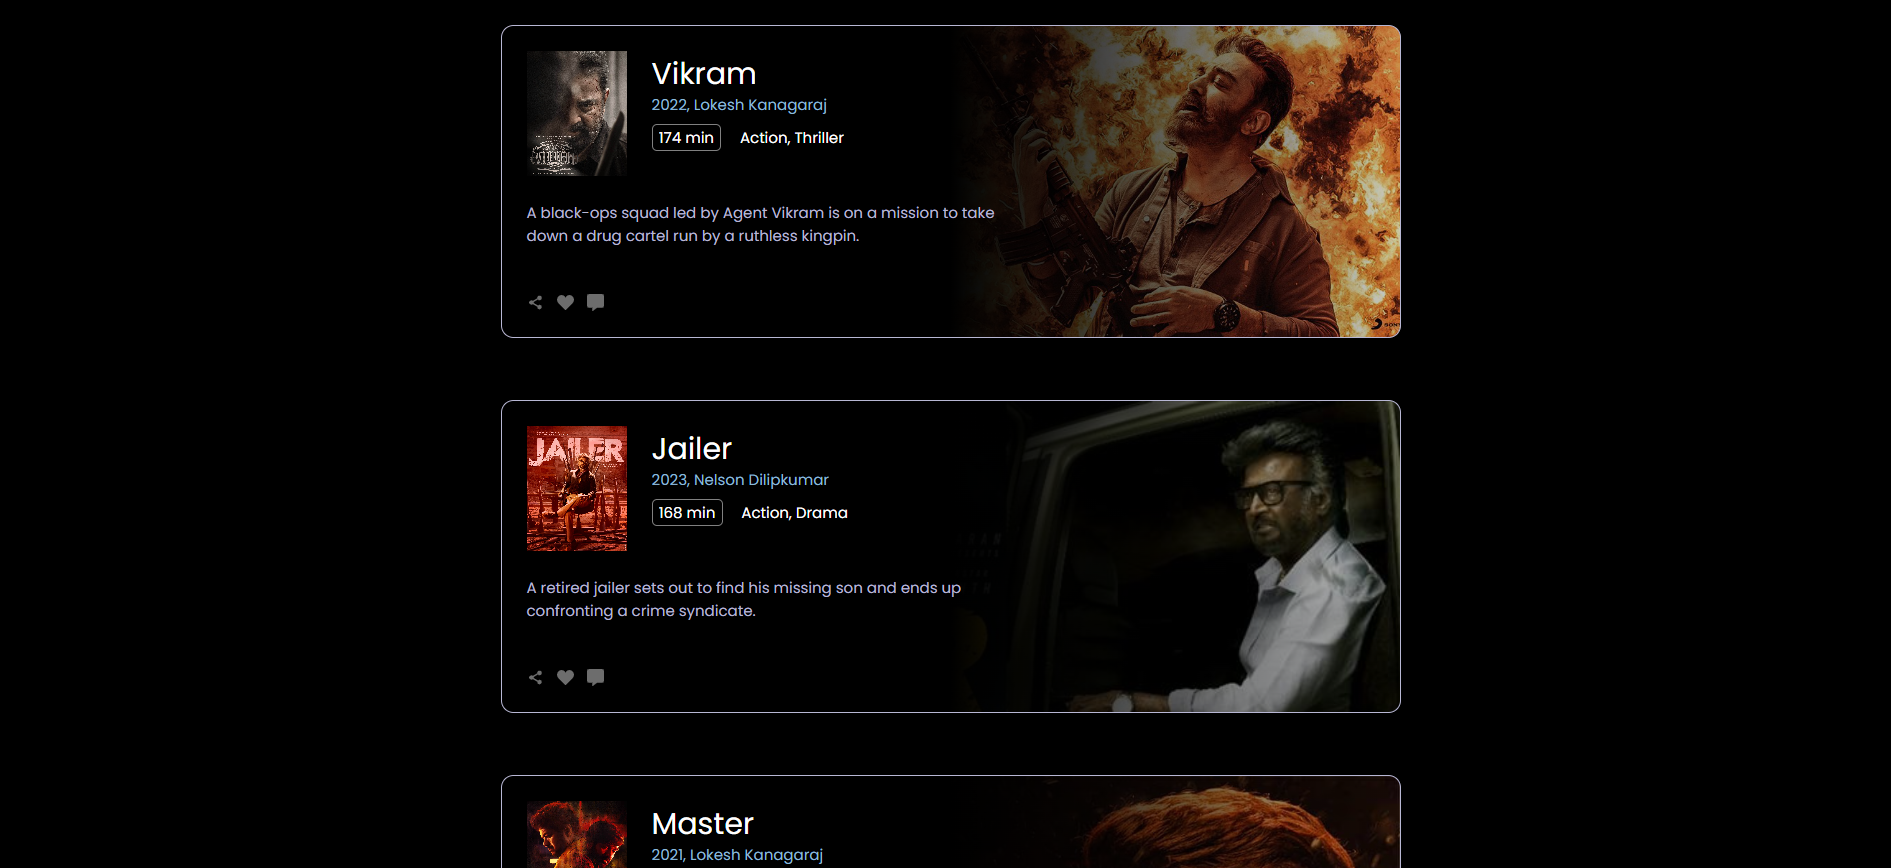 Vikram
2022, Lokesh Kanagaraj
174 min Action, Thriller
A black-ops squad led by Agent Vikram is on a mission to take
down a drug cartel run by a ruthless kingpin.
JAILER
Jailer
2023, Nelson Dilipkumar
168 min Action, Drama
A retired jailer sets out to find his missing son and ends up
confronting a crime syndicate.
Master
2021, Lokesh Kanagaraj